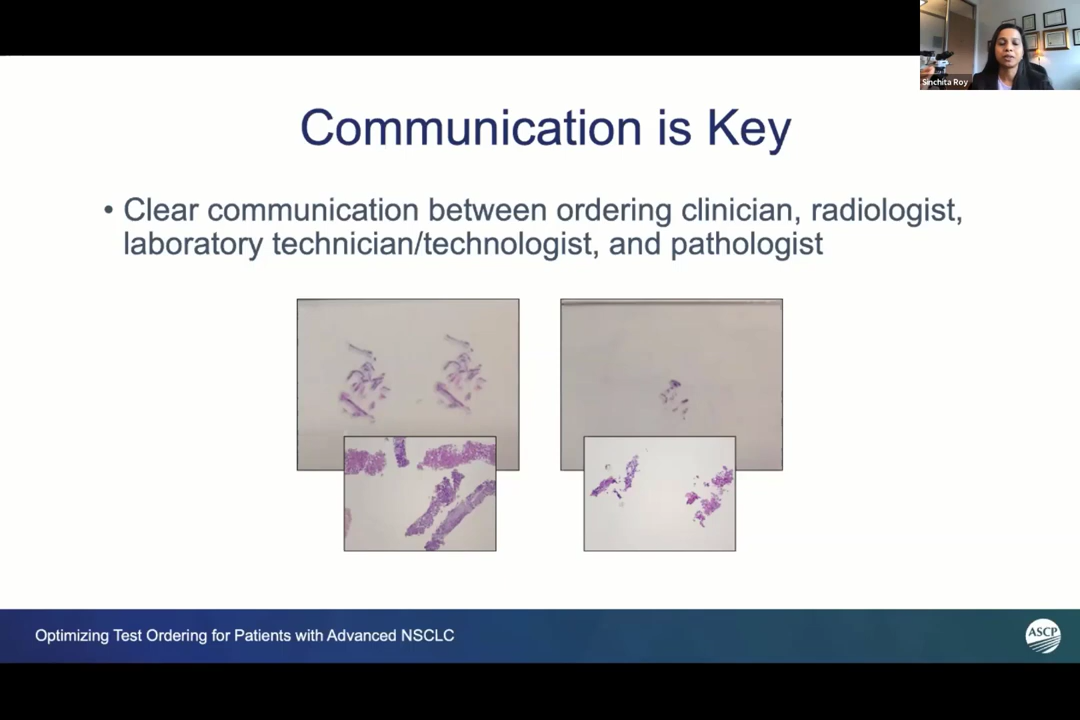 Sinchita Roy
Communication is Key
• Clear communication between ordering clinician, radiologist,
laboratory technician/technologist, and pathologist
Optimizing Test Ordering for Patients with Advanced NSCLC
ASCP